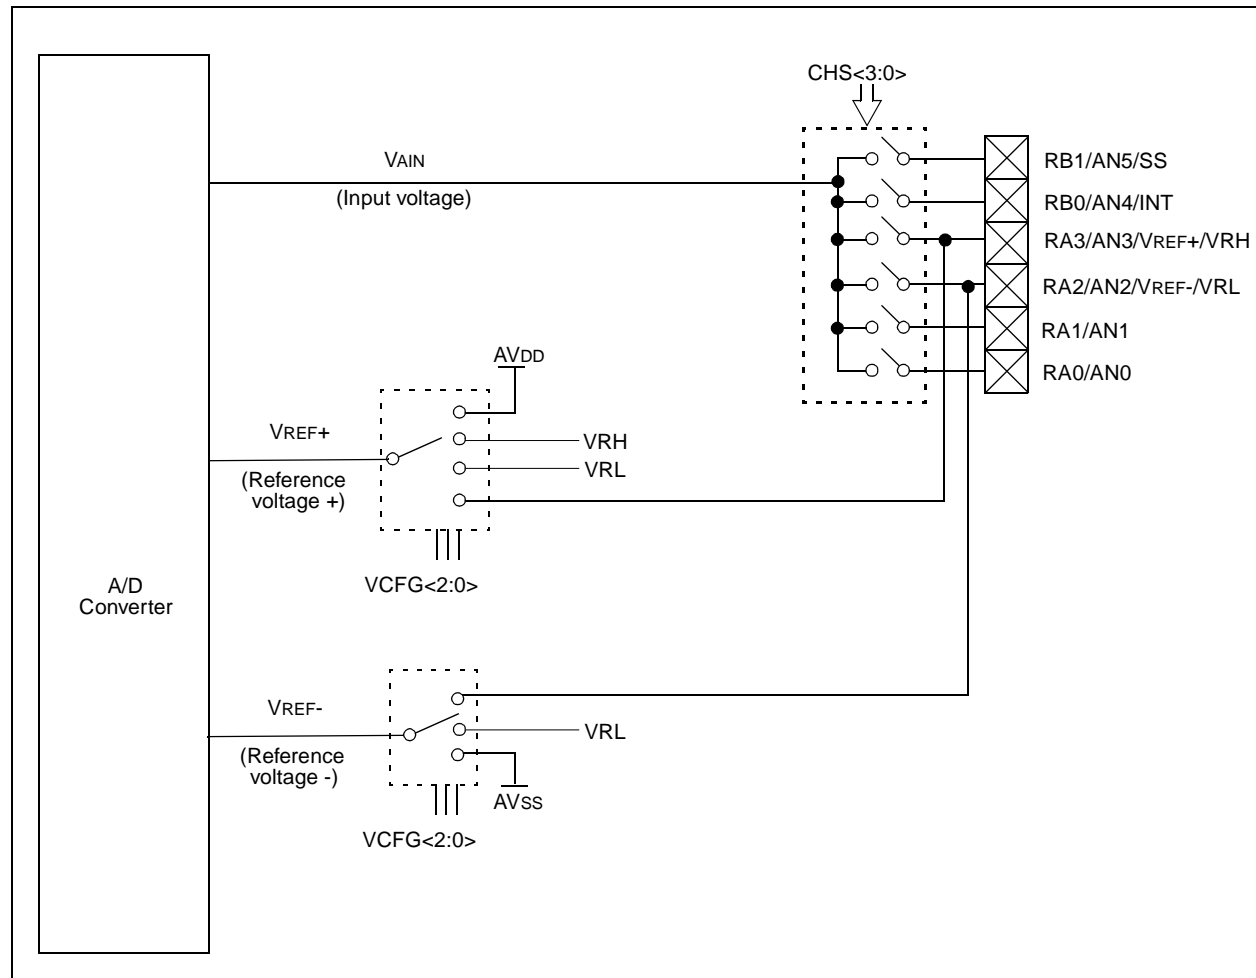 CHS<3:0>
VAIN
(Input voltage)
RB1/AN5/SS
RB0/AN4/INT
RA3/AN3/VREF+/VRH
RA2/AN2/VREF-/VRL
RA1/AN1
RA0/AN0
AVDD
VREF+
(Reference
voltage +)
VRH
VRL
VCFG<2:0>
A/D
Converter
VREF-
(Reference
voltage -)
VRL
AVSS
VCFG<2:0>